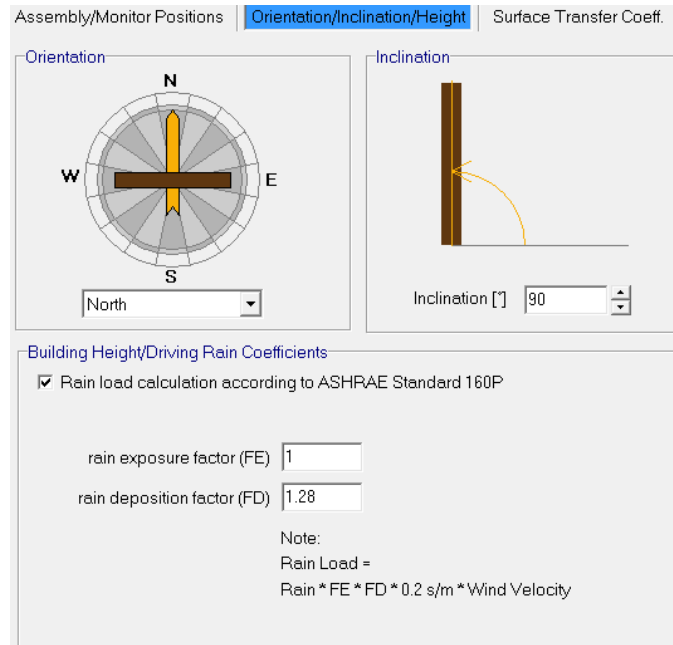 Assembly/Monitor Positions
Orientation/Inclination/Height
Surface Transfer Coeff.
Orientation
N
W
E
S
North
Inclination
Inclination [°]
90
Building Height/Driving Rain Coefficients
Rain load calculation according to ASHRAE Standard 160P
rain exposure factor (FE)
1
rain deposition factor (FD)
1.28
Note:
Rain Load =
Rain * FE * FD * 0.2 s/m * Wind Velocity